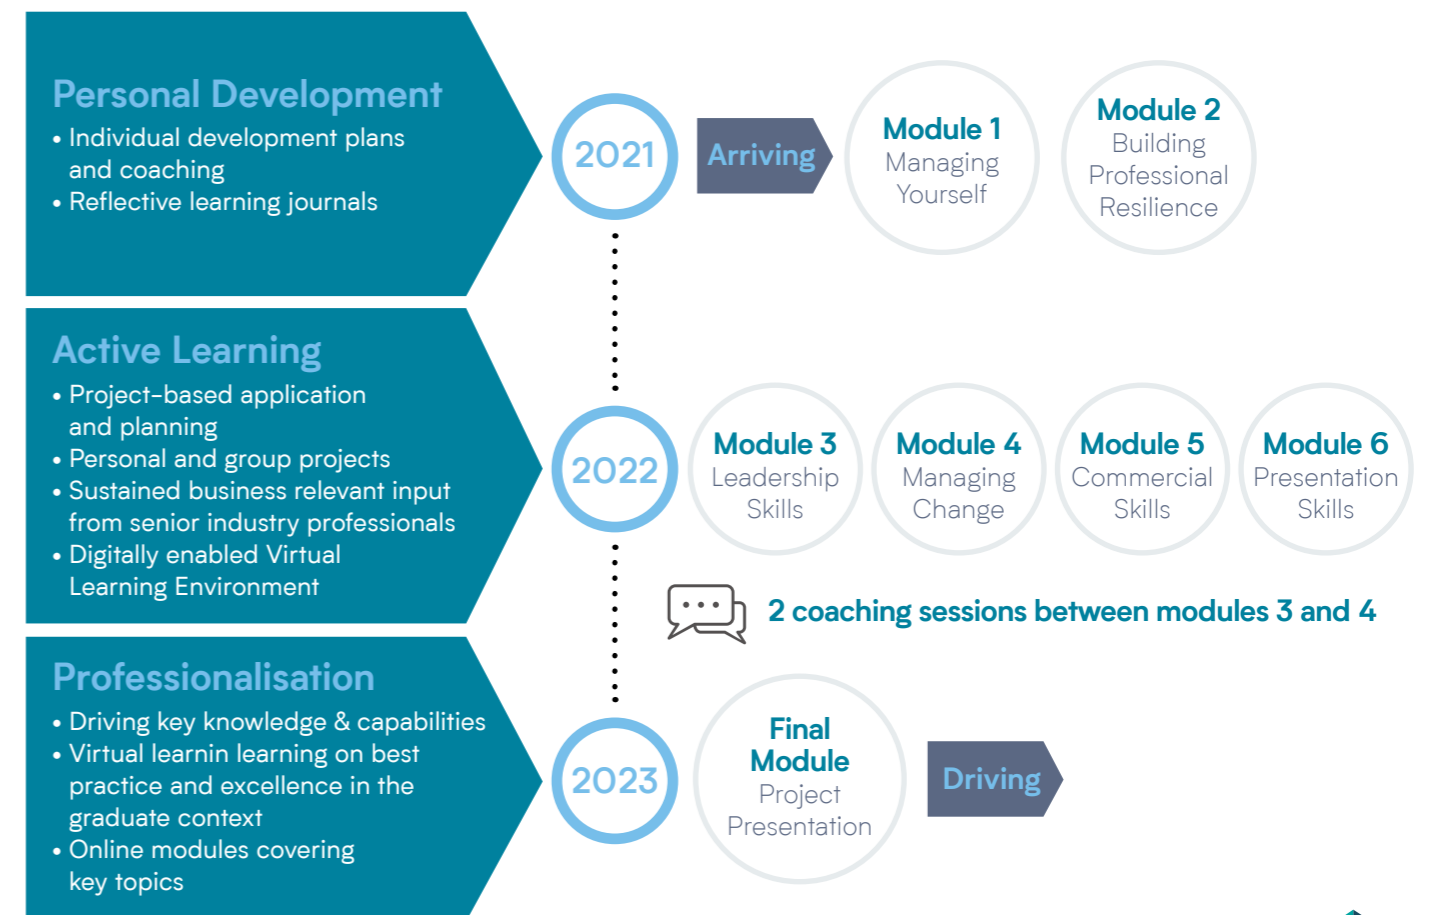 Personal Development
• Individual development plans
and coaching
• Reflective learning journals
2021
Arriving
Module 1
Managing
Yourself
Module 2
Building
Professional
Resilience
Active Learning
• Project-based application
and planning
• Personal and group projects
• Sustained business relevant input
from senior industry professionals
• Digitally enabled Virtual
Learning Environment
2022
Module 3
Leadership
Skills
Module 4
Managing
Change
Module 5
Commercial
Skills
Module 6
Presentation
Skills
2 coaching sessions between modules 3 and 4
Professionalisation
• Driving key knowledge & capabilities
• Virtual learnin learning on best
practice and excellence in the
graduate context
• Online modules covering
key topics
2023
Final
Module
Project
Presentation
Driving